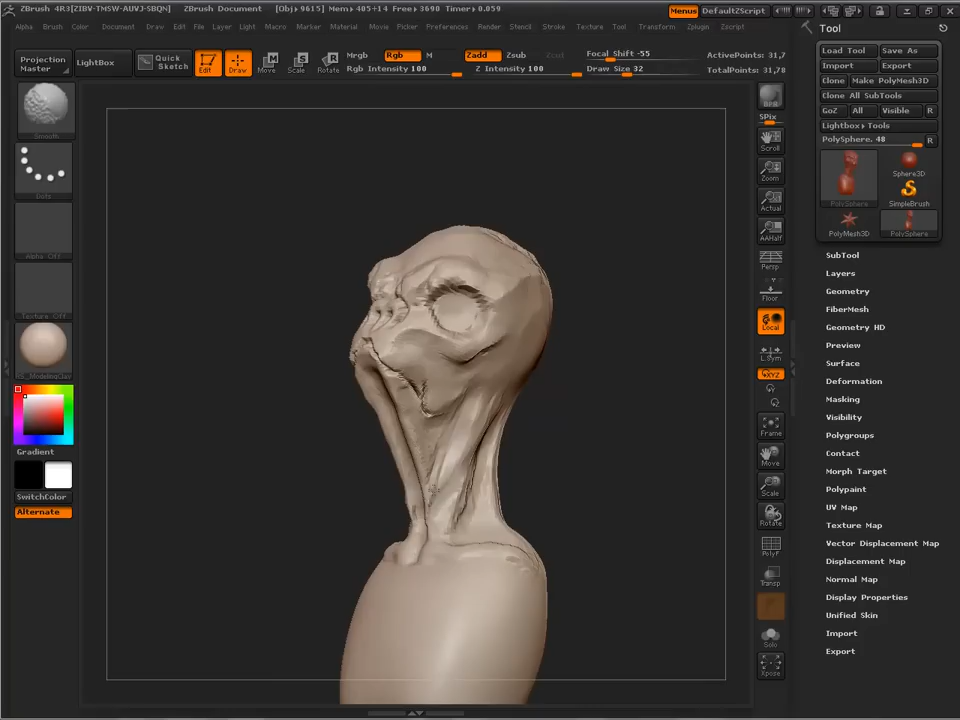 ZBrush 4R3[ZIBV-TMSW-AUVJ-SBQN] ZBrush Document [Obj▸ 9615] Mem▸405+14 Free▸3690 Timer▸0.059 Menus DefaultZScript
Alpha Brush Color Document Draw Edit File Layer Light Macro Marker Material Movie Picker Preferences Render Stencil Stroke Texture Tool Transform Zplugin Zscript
Projection Master
LightBox
Quick Sketch
Edit
Draw
Move
Scale
Rotate
Mrgb Rgb M
Rgb Intensity 100
Zadd Zsub Zcut
Z Intensity 100
Focal Shift -55
Draw Size 32
ActivePoints: 31,7
TotalPoints: 31,78
Smooth
Dots
Alpha Off
Texture Off
Gradient
SwitchColor
Alternate
BPR
SPix
Scroll
Zoom
Actual
AAHalf
Persp
Floor
Local
L.Sym
XYZ
Frame
Move
Scale
Rotate
PolyF
Transp
Solo
Xpose
Tool
Load Tool Save As
Import Export
Clone Make PolyMesh3D
Clone All SubTools
GoZ All Visible R
Lightbox▸ Tools
PolySphere. 48 R
PolySphere
Sphere3D
SimpleBrush
PolyMesh3D
PolySphere
SubTool
Layers
Geometry
FiberMesh
Geometry HD
Preview
Surface
Deformation
Masking
Visibility
Polygroups
Contact
Morph Target
Polypaint
UV Map
Texture Map
Vector Displacement Map
Displacement Map
Normal Map
Display Properties
Unified Skin
Import
Export